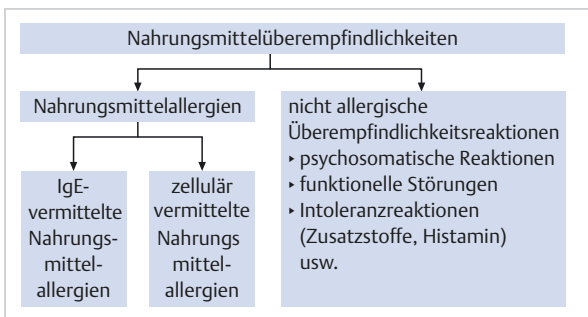 Nahrungsmittelüberempfindlichkeiten
Nahrungsmittelallergien
IgE-
vermittelte
Nahrungs-
mittel-
allergien
zellulär
vermittelte
Nahrungs
mittel-
allergien
nicht allergische
Überempfindlichkeitsreaktionen
‣ psychosomatische Reaktionen
‣ funktionelle Störungen
‣ Intoleranzreaktionen
(Zusatzstoffe, Histamin)
usw.